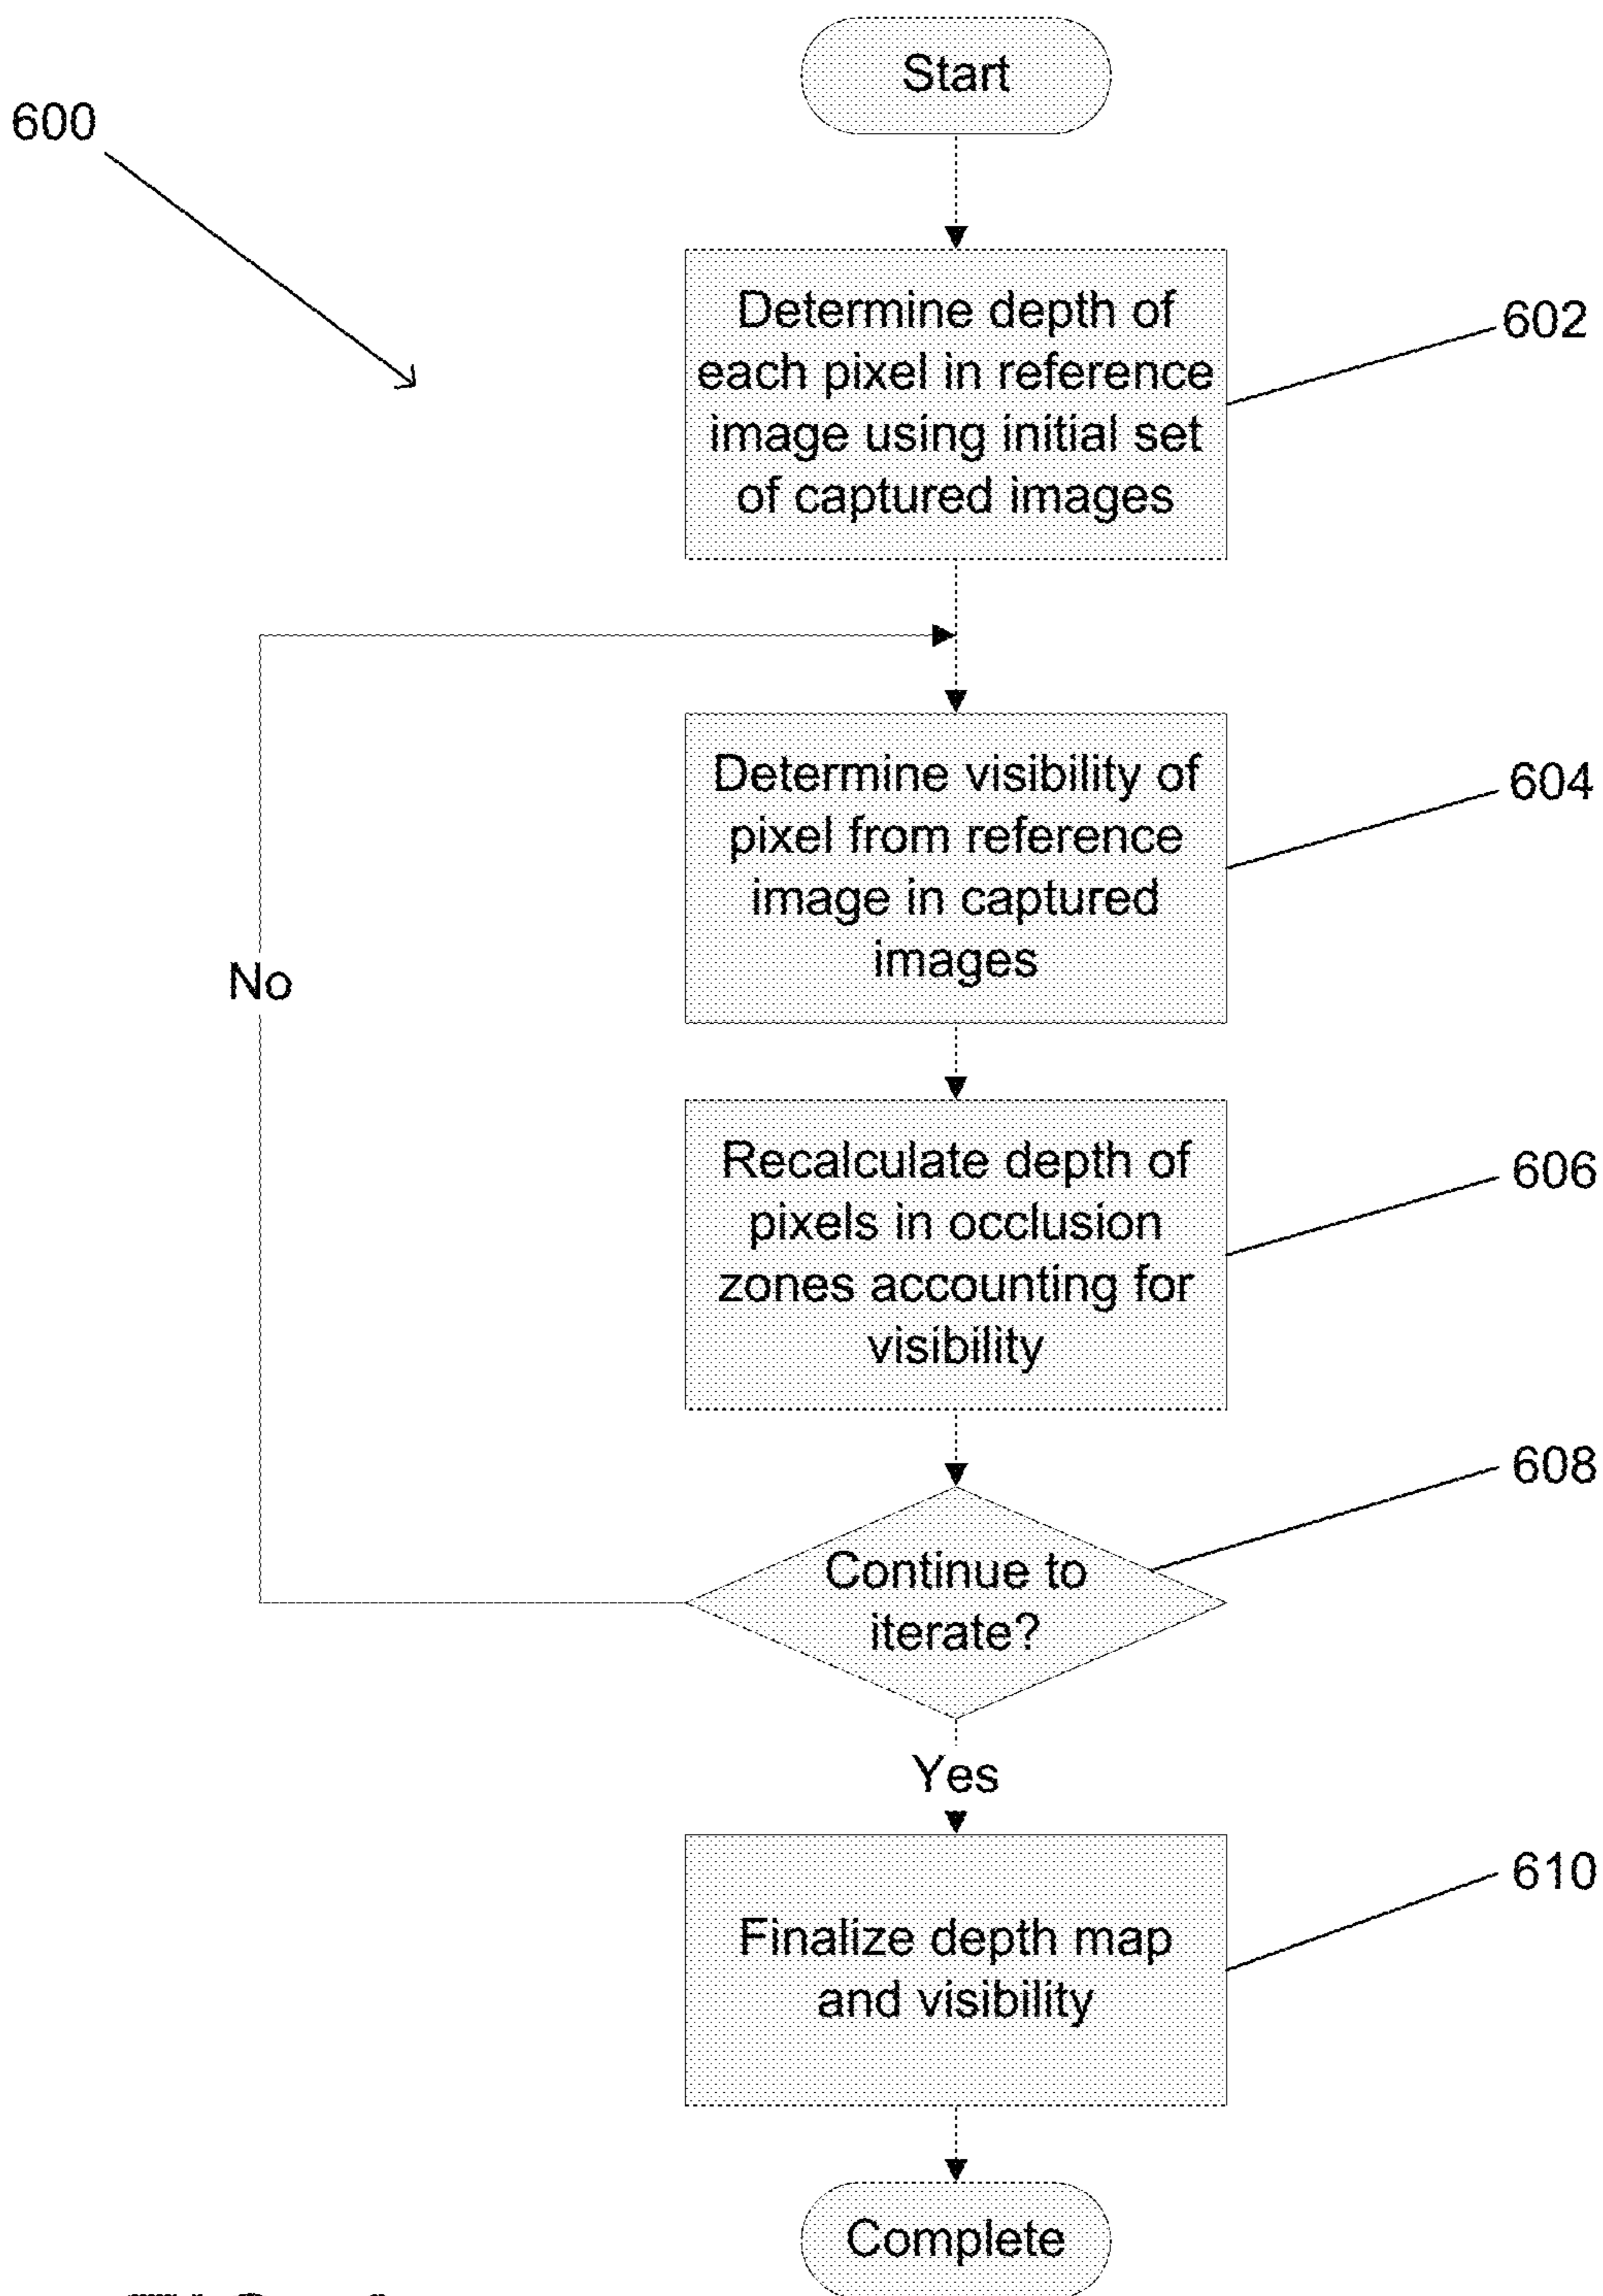 Start
600
Determine depth of
each pixel in reference
image using initial set
of captured images
602
Determine visibility of
pixel from reference
image in captured
images
604
No
Recalculate depth of
pixels in occlusion
zones accounting for
visibility
606
608
Continue to
iterate?
Yes
610
Finalize depth map
and visibility
Complete